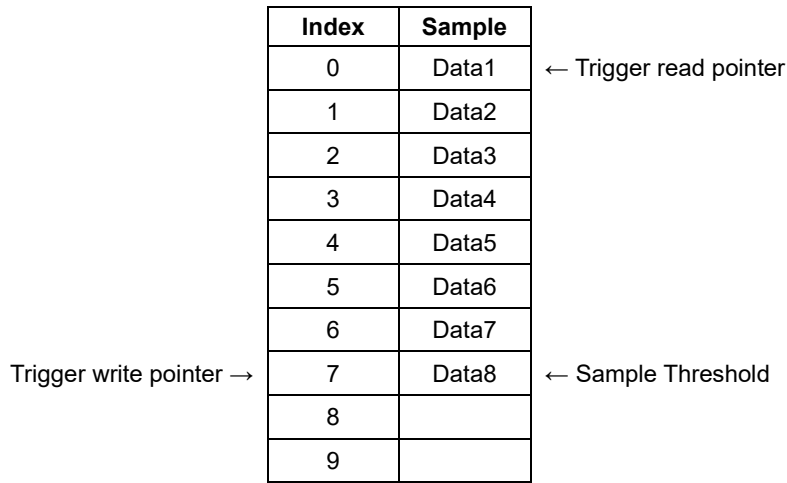 Index Sample
0 Data1 ← Trigger read pointer
1 Data2
2 Data3
3 Data4
4 Data5
5 Data6
6 Data7
Trigger write pointer → 7 Data8 ← Sample Threshold
8
9